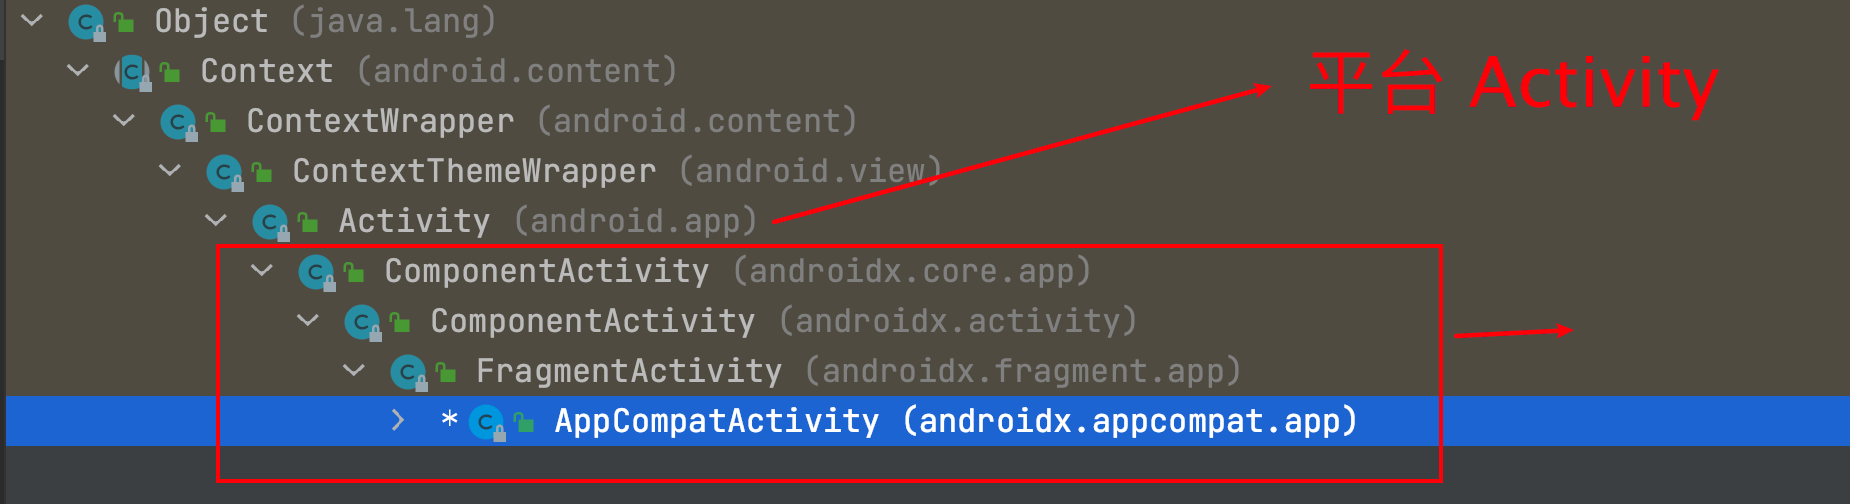 Object (java.lang)
Context (android.content)
平台 Activity
ContextWrapper (android.content)
ContextThemeWrapper (android.view)
Activity (android.app)
ComponentActivity (androidx.core.app)
ComponentActivity (androidx.activity)
FragmentActivity (androidx.fragment.app)
* AppCompatActivity (androidx.appcompat.app)